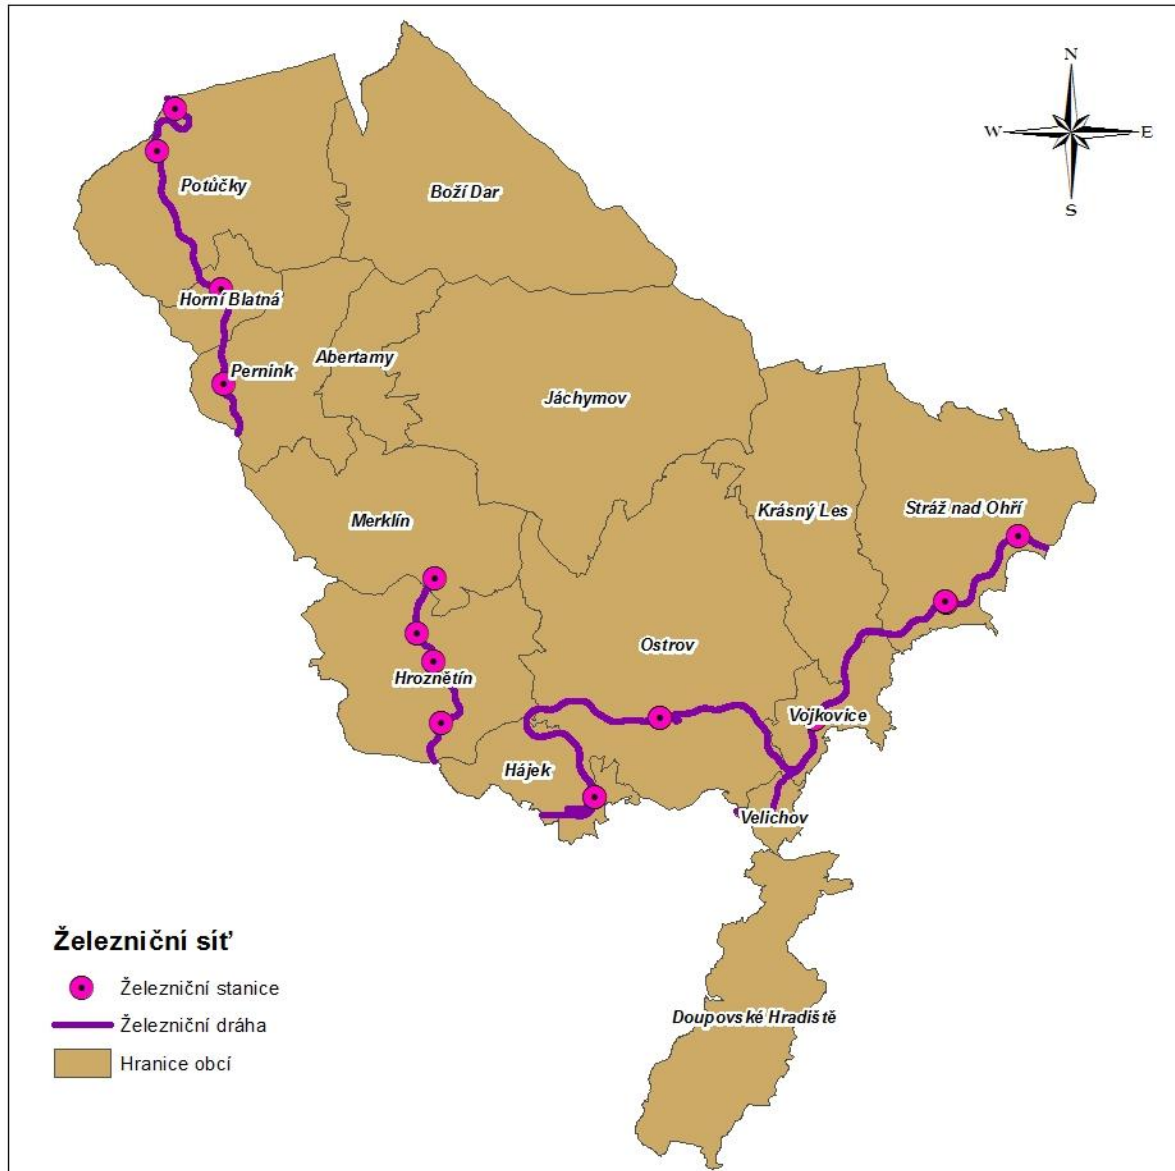 N
W E
S
Potůčky
Boží Dar
Horní Blatná
Abertamy
Pernink
Jáchymov
Krásný Les
Stráž nad Ohří
Merklín
Ostrov
Hroznětín
Vojkovice
Hájek
Velichov
Doupovské Hradiště
Železniční síť
Železniční stanice
Železniční dráha
Hranice obcí